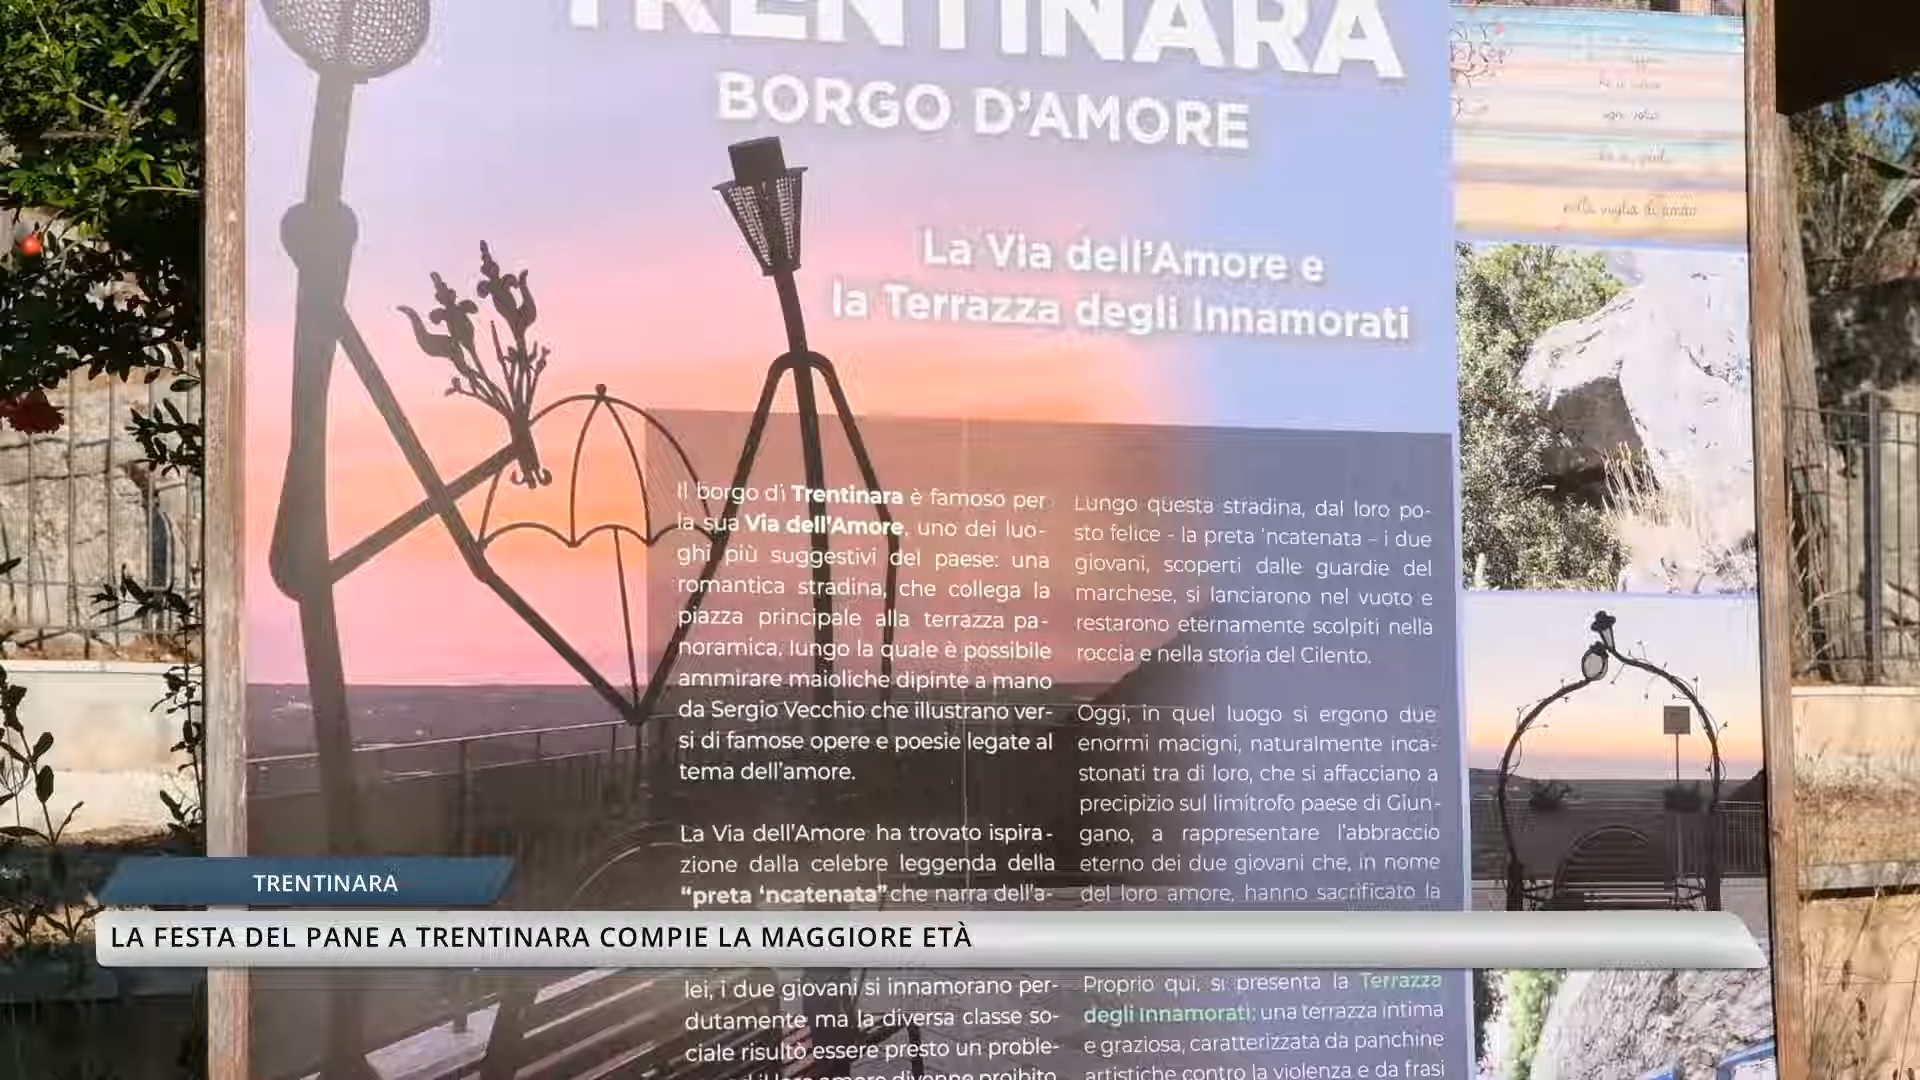 TRENTINARA
BORGO D'AMORE
La Via dell'Amore e
la Terrazza degli Innamorati
Il borgo di Trentinara è famoso per
la sua Via dell'Amore, uno dei luo-
ghi più suggestivi del paese: una
romantica stradina, che collega la
piazza principale alla terrazza pa-
noramica, lungo la quale è possibile
ammirare maioliche dipinte a mano
da Sergio Vecchio che illustrano ver-
si di famose opere e poesie legate al
tema dell'amore.
La Via dell'Amore ha trovato ispira-
zione dalla celebre leggenda della
“preta ‘ncatenata” che narra dell'a-
lei, i due giovani si innamorano per-
dutamente ma la diversa classe so-
ciale risultò essere presto un proble-
Lungo questa stradina, dal loro po-
sto felice - la preta 'ncatenata - i due
giovani, scoperti dalle guardie del
marchese, si lanciarono nel vuoto e
restarono eternamente scolpiti nella
roccia e nella storia del Cilento.
Oggi, in quel luogo si ergono due
enormi macigni, naturalmente inca-
stonati tra di loro, che si affacciano a
precipizio sul limitrofo paese di Giun-
gano, a rappresentare l'abbraccio
eterno dei due giovani che, in nome
del loro amore, hanno sacrificato la
Proprio qui, si presenta la Terrazza
degli Innamorati: una terrazza intima
e graziosa, caratterizzata da panchine
artistiche contro la violenza e da frasi
TRENTINARA
LA FESTA DEL PANE A TRENTINARA COMPIE LA MAGGIORE ETÀ